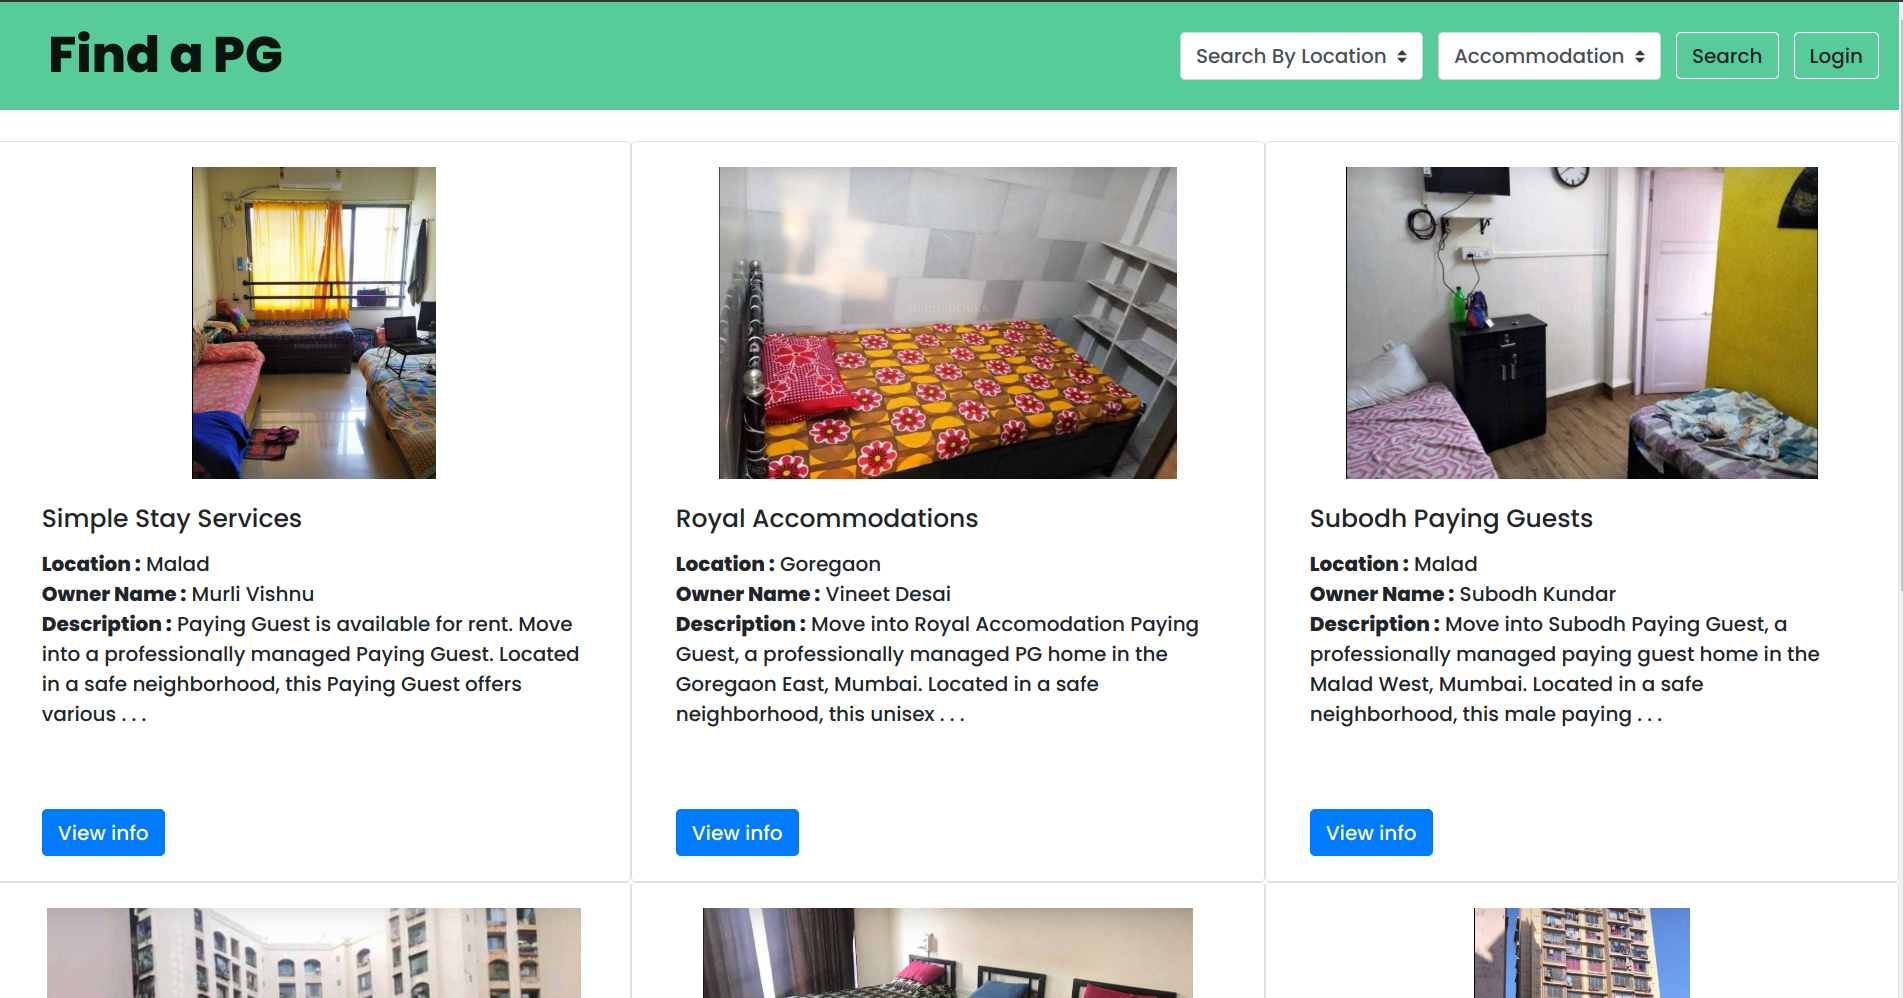 Find a PG
Search By Location
Accommodation
Search
Login
magicbricks
magicbricks
Simple Stay Services
Location : Malad
Owner Name : Murli Vishnu
Description : Paying Guest is available for rent. Move
into a professionally managed Paying Guest. Located
in a safe neighborhood, this Paying Guest offers
various . . .
View info
Royal Accommodations
Location : Goregaon
Owner Name : Vineet Desai
Description : Move into Royal Accomodation Paying
Guest, a professionally managed PG home in the
Goregaon East, Mumbai. Located in a safe
neighborhood, this unisex . . .
View info
Subodh Paying Guests
Location : Malad
Owner Name : Subodh Kundar
Description : Move into Subodh Paying Guest, a
professionally managed paying guest home in the
Malad West, Mumbai. Located in a safe
neighborhood, this male paying . . .
View info